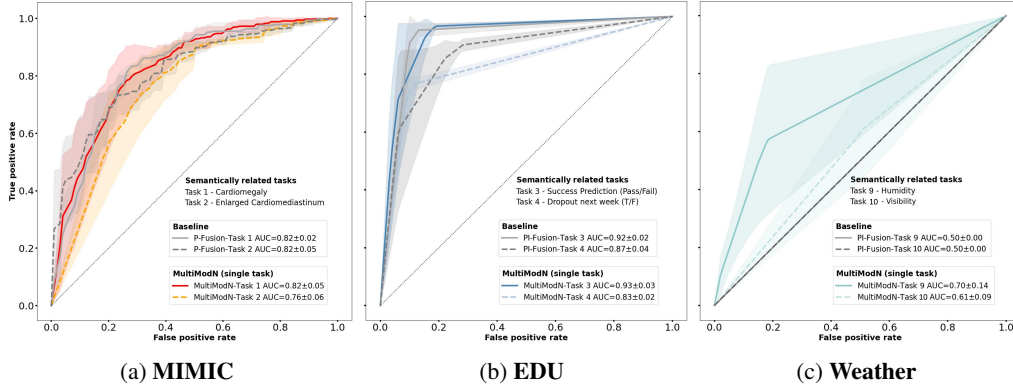 True positive rate
1.0
0.8
0.6
0.4
0.2
0.0
0.0 0.2 0.4 0.6 0.8 1.0
False positive rate
Semantically related tasks
Task 1 - Cardiomegaly
Task 2 - Enlarged Cardiomediastinum
Baseline
P-Fusion-Task 1 AUC=0.82±0.02
P-Fusion-Task 2 AUC=0.82±0.05
MultiModN (single task)
MultiModN-Task 1 AUC=0.82±0.05
MultiModN-Task 2 AUC=0.76±0.06
(a) MIMIC
0.0 0.2 0.4 0.6 0.8 1.0
False positive rate
Semantically related tasks
Task 3 - Success Prediction (Pass/Fail)
Task 4 - Dropout next week (T/F)
Baseline
PI-Fusion-Task 3 AUC=0.92±0.02
PI-Fusion-Task 4 AUC=0.87±0.04
MultiModN (single task)
MultiModN-Task 3 AUC=0.93±0.03
MultiModN-Task 4 AUC=0.83±0.02
(b) EDU
0.0 0.2 0.4 0.6 0.8 1.0
False positive rate
Semantically related tasks
Task 9 - Humidity
Task 10 - Visibility
Baseline
PI-Fusion-Task 9 AUC=0.50±0.00
PI-Fusion-Task 10 AUC=0.50±0.00
MultiModN (single task)
MultiModN-Task 9 AUC=0.70±0.14
MultiModN-Task 10 AUC=0.61±0.09
(c) Weather